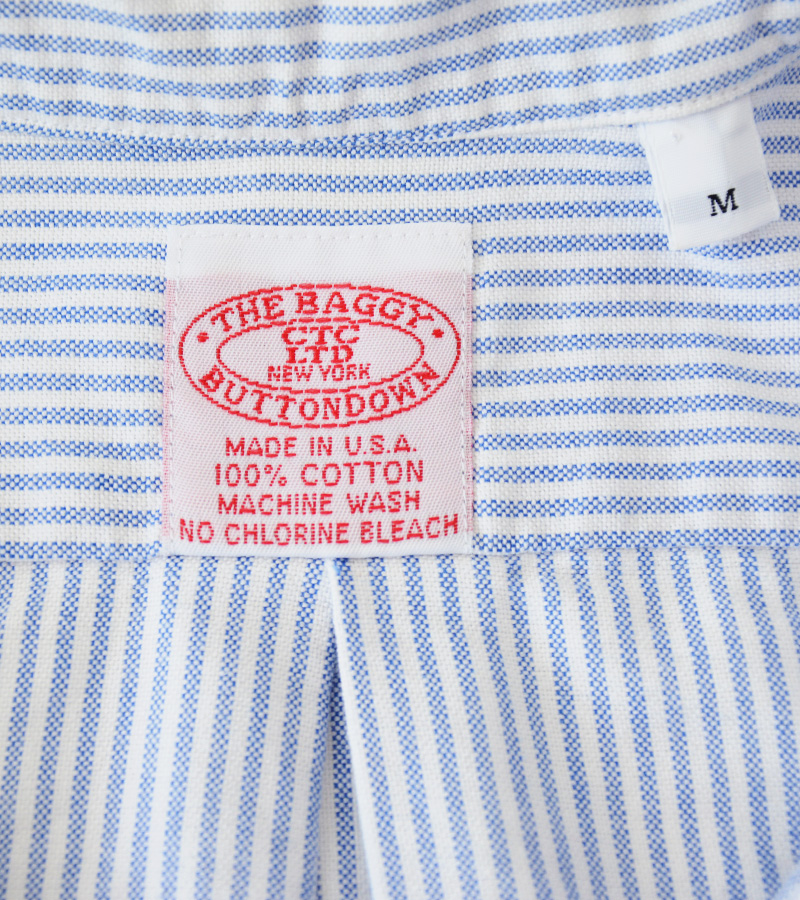 M
THE BAGGY
CTC
LTD
NEW YORK
BUTTONDOWN
MADE IN U.S.A.
100% COTTON
MACHINE WASH
NO CHLORINE BLEACH